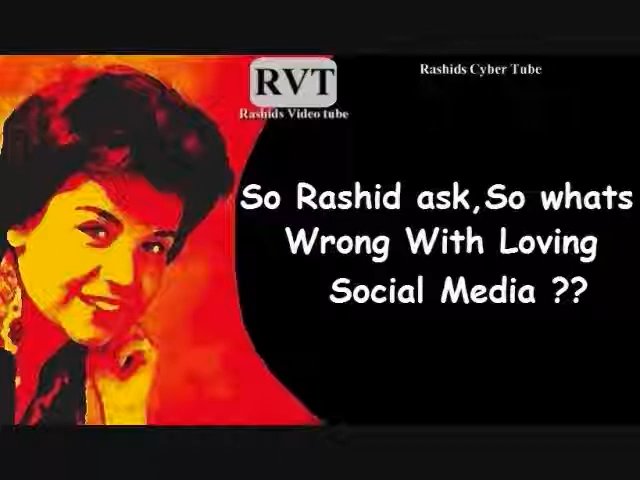 RVT
Rashids Video tube
Rashids Cyber Tube
So Rashid ask,So whats
Wrong With Loving
Social Media ??